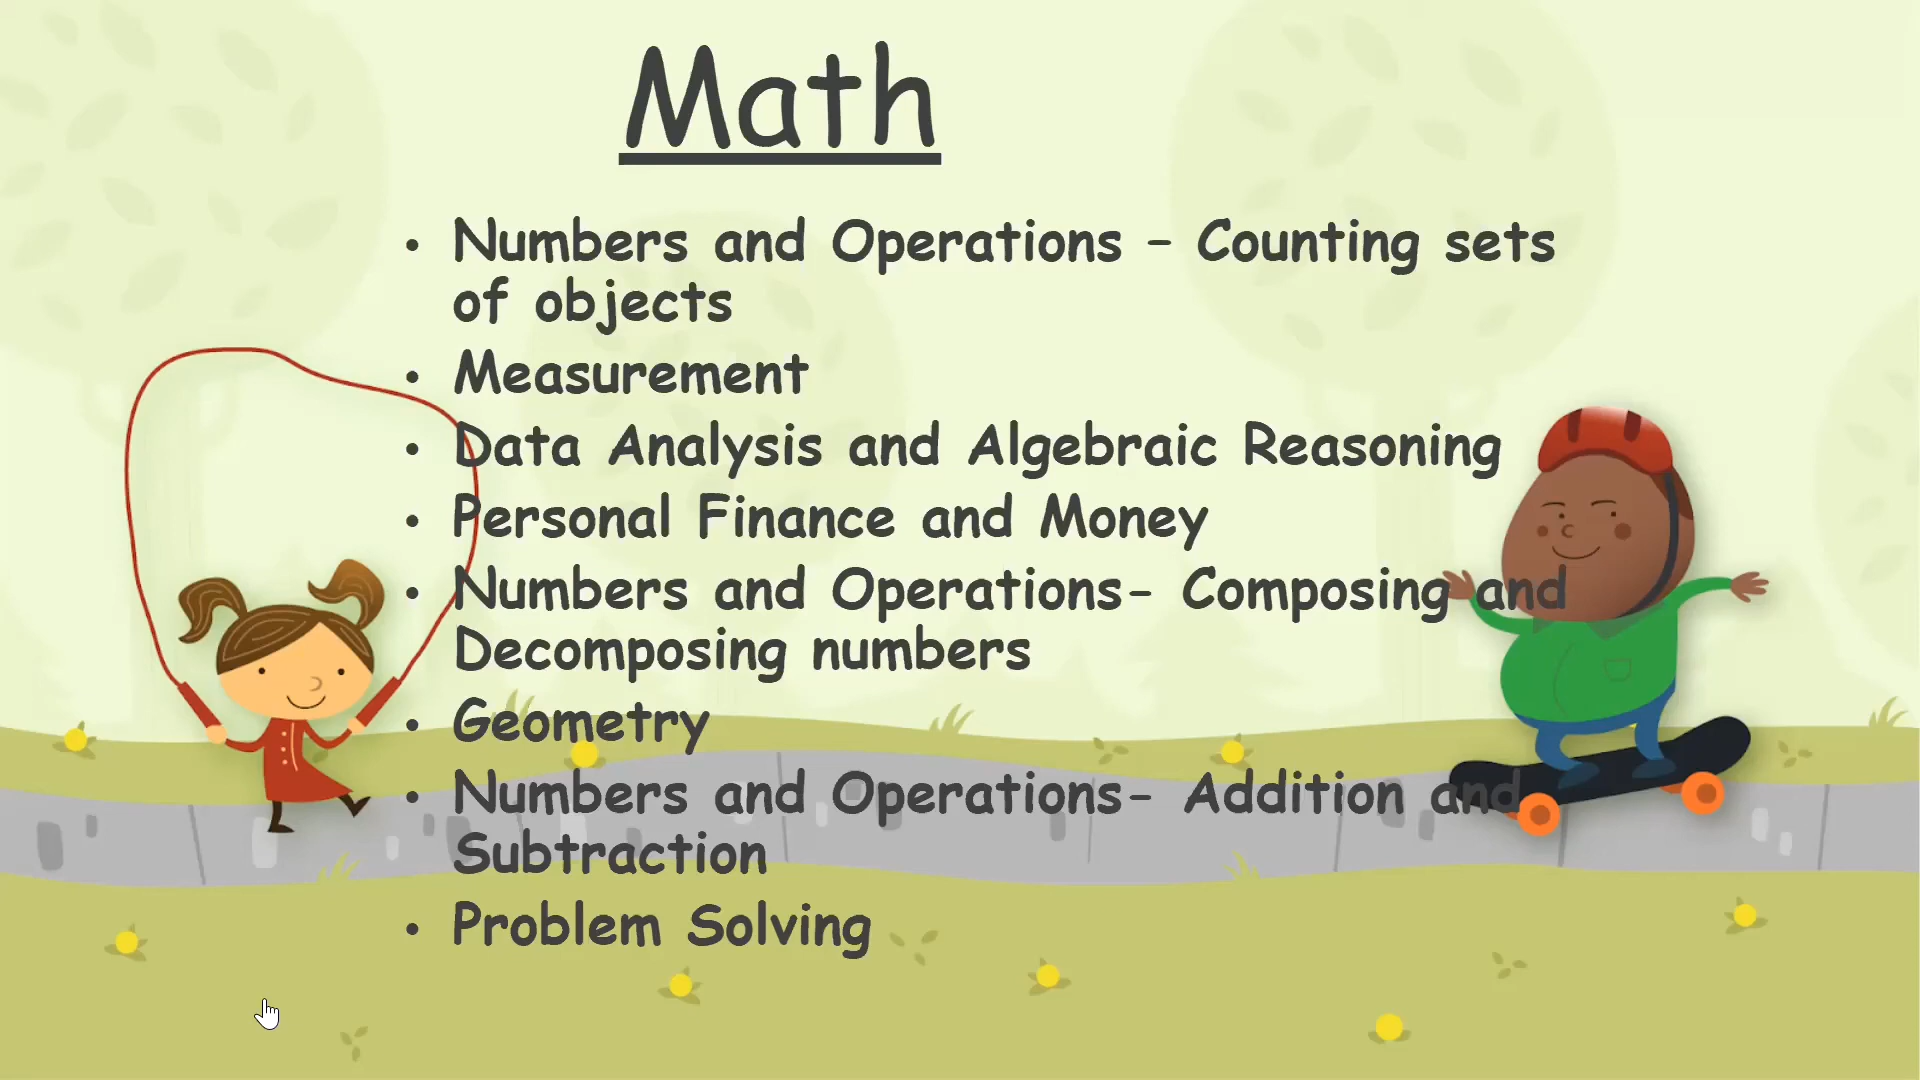 Math
• Numbers and Operations – Counting sets
of objects
• Measurement
• Data Analysis and Algebraic Reasoning
• Personal Finance and Money
• Numbers and Operations- Composing and
Decomposing numbers
• Geometry
• Numbers and Operations- Addition and
Subtraction
• Problem Solving